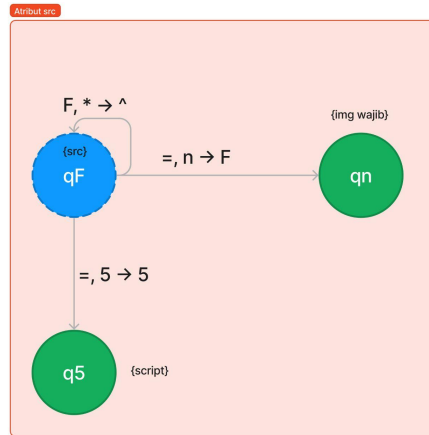 Atribut src
F, * → ^
{img wajib}
{src}
qF
=, n → F
qn
=, 5 → 5
q5
{script}